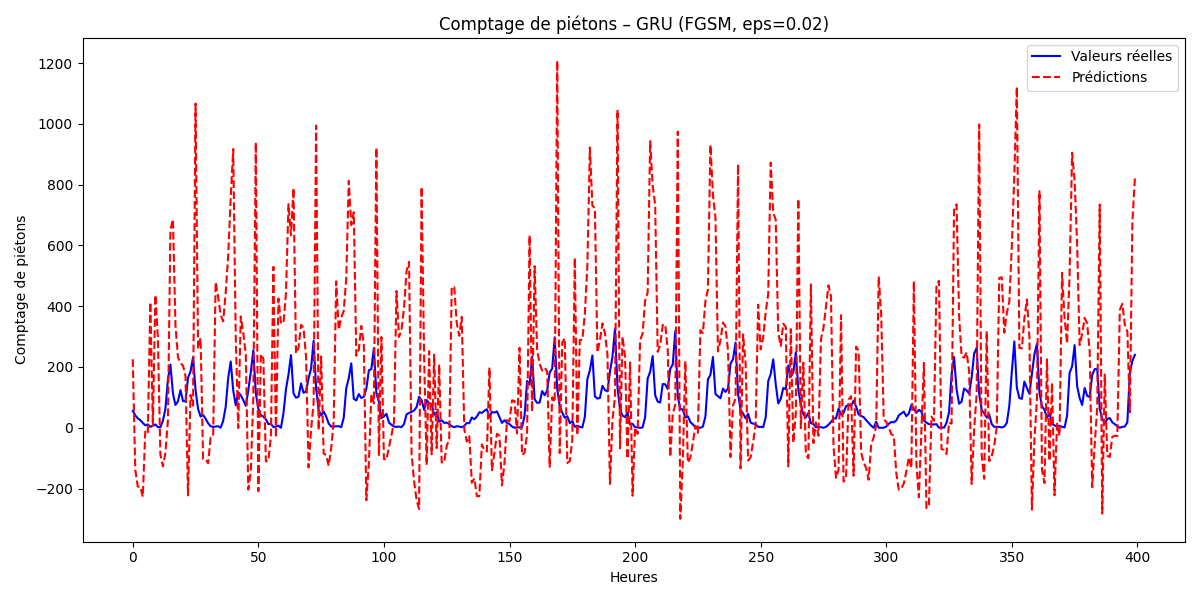 Comptage de piétons – GRU (FGSM, eps=0.02)
Valeurs réelles
Prédictions
Comptage de piétons
1200
1000
800
600
400
200
0
−200
0 50 100 150 200 250 300 350 400
Heures